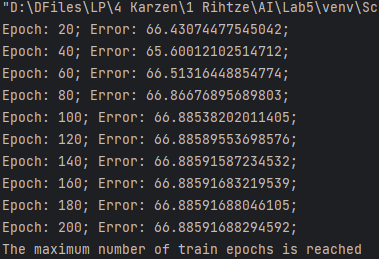 "D:\DFiles\LP\4 Karzen\1 Rihtze\AI\Lab5\venv\Sc
Epoch: 20; Error: 66.43074477545042;
Epoch: 40; Error: 65.60012102514712;
Epoch: 60; Error: 66.51316448854774;
Epoch: 80; Error: 66.86676895689803;
Epoch: 100; Error: 66.88538202011405;
Epoch: 120; Error: 66.88589553698576;
Epoch: 140; Error: 66.88591587234532;
Epoch: 160; Error: 66.88591683219539;
Epoch: 180; Error: 66.88591688046105;
Epoch: 200; Error: 66.88591688294592;
The maximum number of train epochs is reached